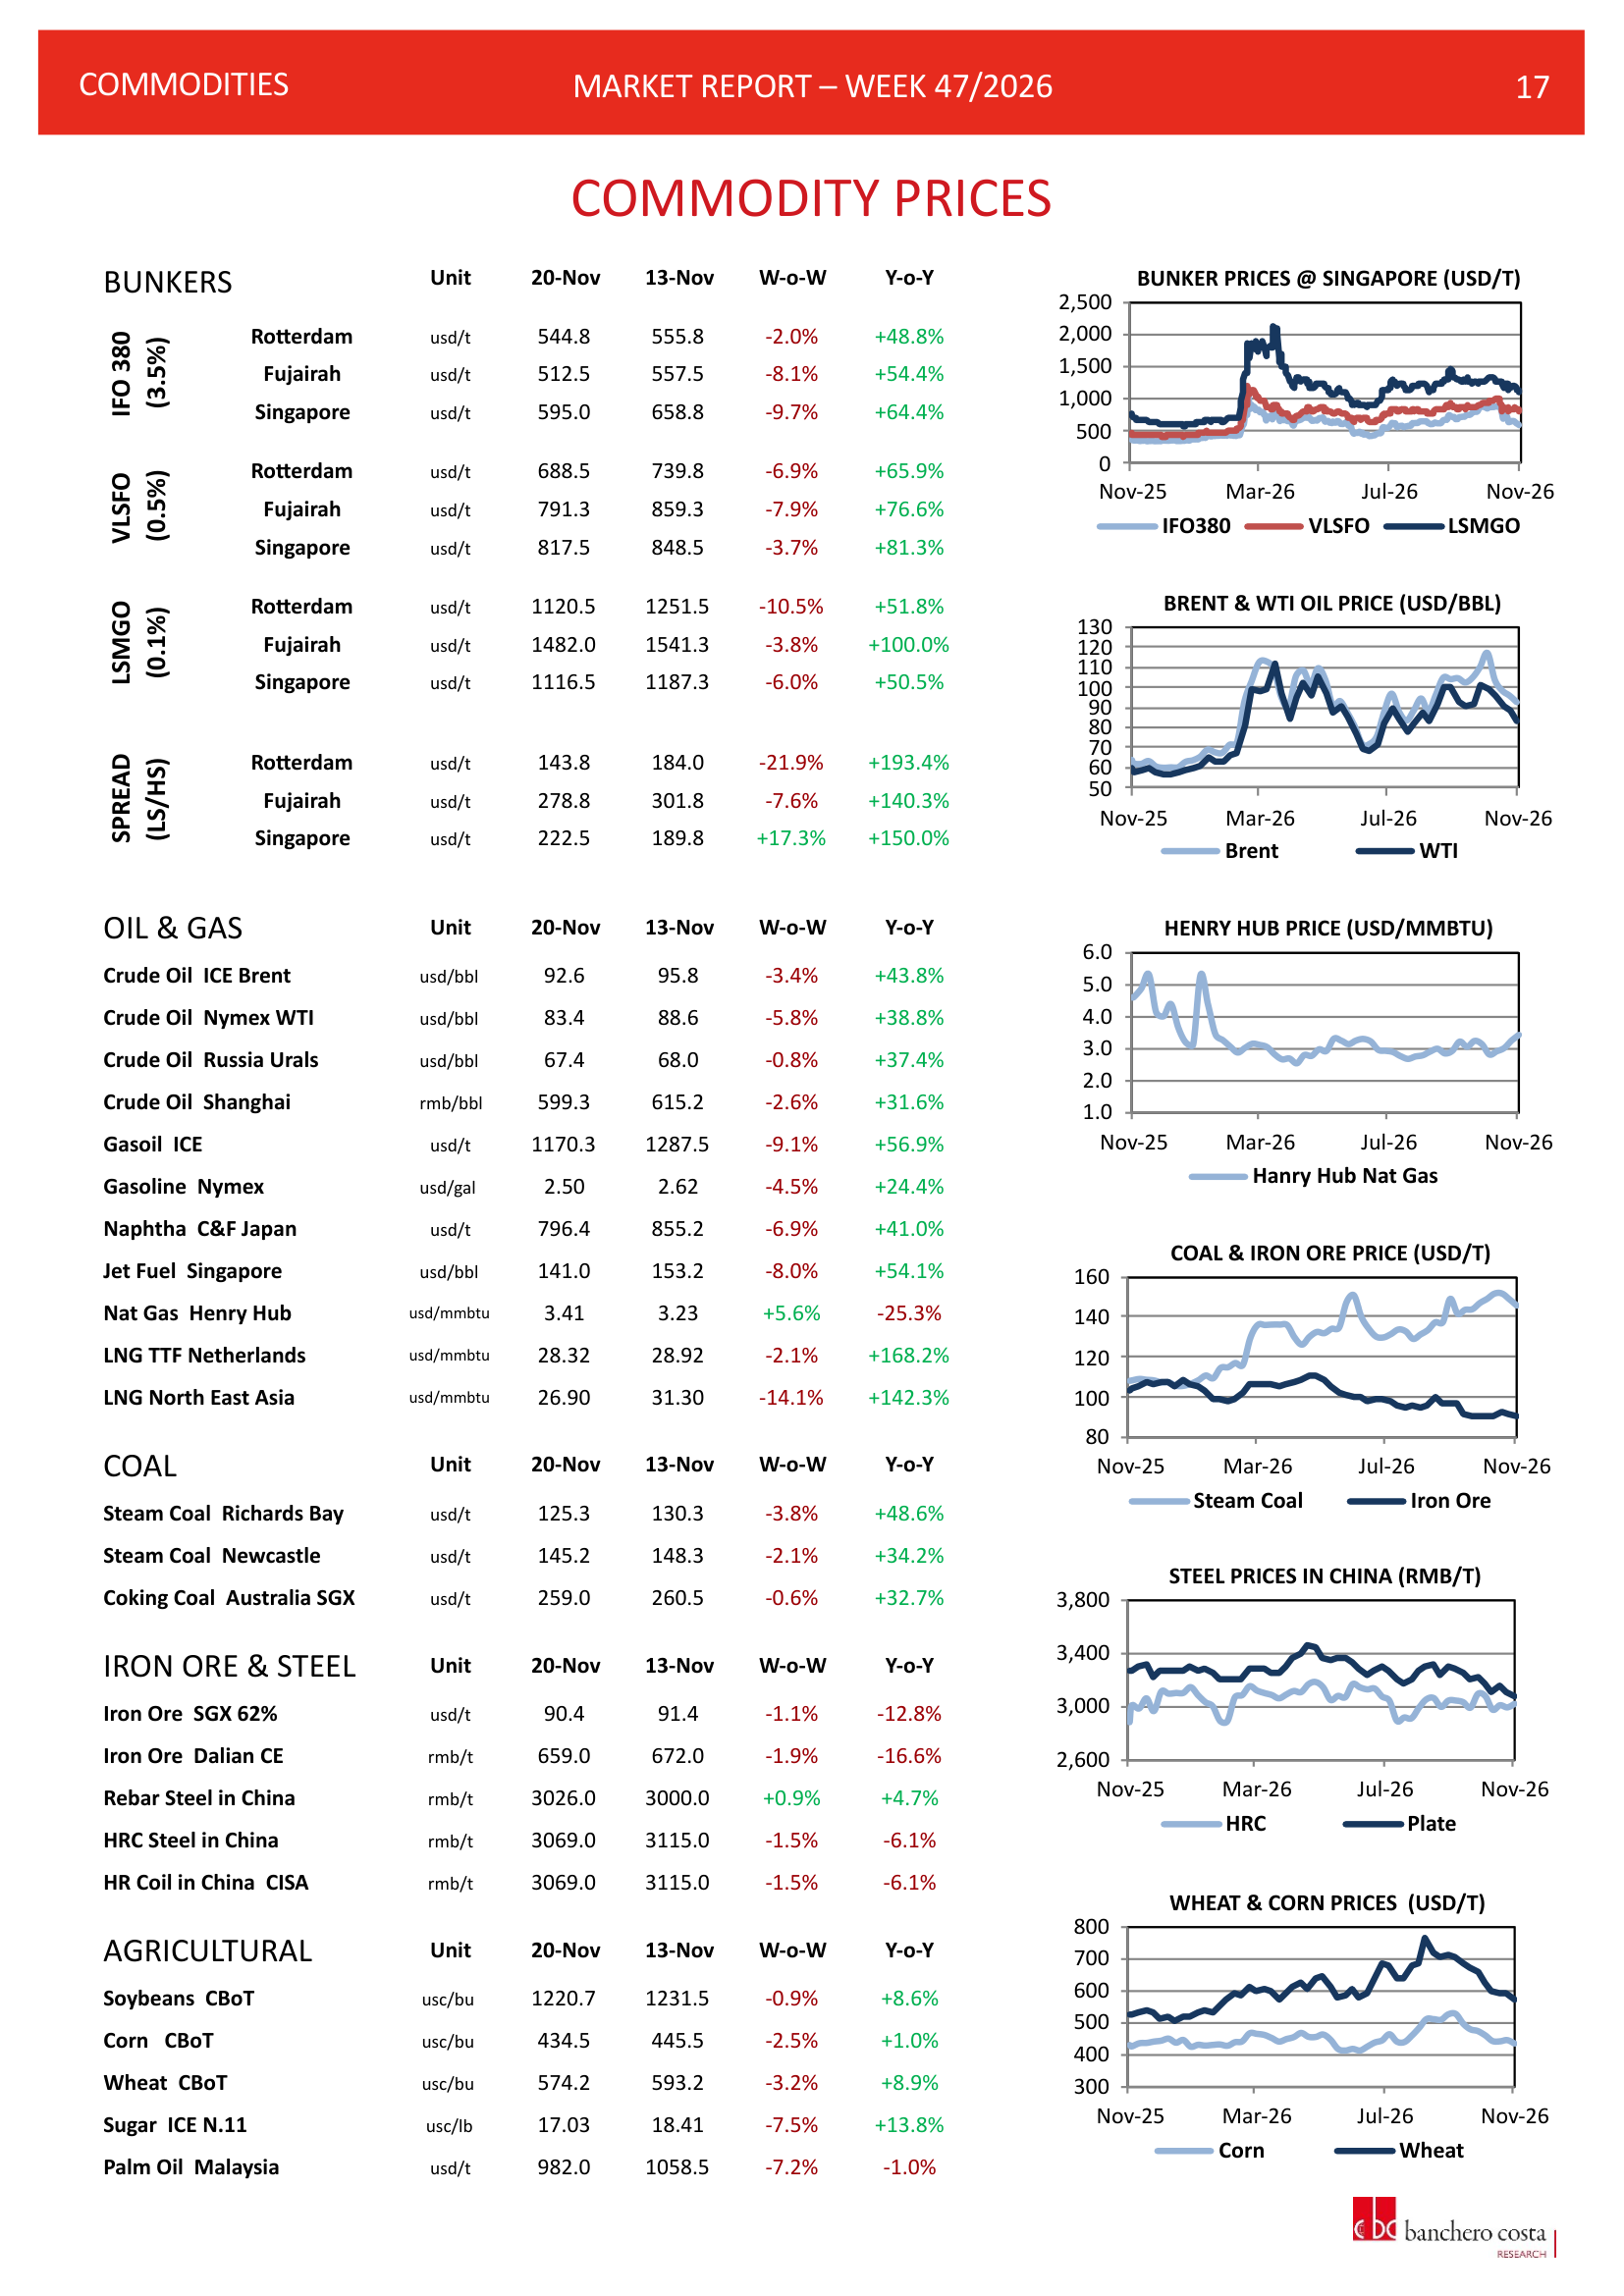 COMMODITIES MARKET REPORT – WEEK 47/2026 17
COMMODITY PRICES
BUNKERS Unit 20-Nov 13-Nov W-o-W Y-o-Y
IFO 380 (3.5%)
Rotterdam usd/t 544.8 555.8 -2.0% +48.8%
Fujairah usd/t 512.5 557.5 -8.1% +54.4%
Singapore usd/t 595.0 658.8 -9.7% +64.4%
VLSFO (0.5%)
Rotterdam usd/t 688.5 739.8 -6.9% +65.9%
Fujairah usd/t 791.3 859.3 -7.9% +76.6%
Singapore usd/t 817.5 848.5 -3.7% +81.3%
LSMGO (0.1%)
Rotterdam usd/t 1120.5 1251.5 -10.5% +51.8%
Fujairah usd/t 1482.0 1541.3 -3.8% +100.0%
Singapore usd/t 1116.5 1187.3 -6.0% +50.5%
SPREAD (LS/HS)
Rotterdam usd/t 143.8 184.0 -21.9% +193.4%
Fujairah usd/t 278.8 301.8 -7.6% +140.3%
Singapore usd/t 222.5 189.8 +17.3% +150.0%
OIL & GAS Unit 20-Nov 13-Nov W-o-W Y-o-Y
Crude Oil ICE Brent usd/bbl 92.6 95.8 -3.4% +43.8%
Crude Oil Nymex WTI usd/bbl 83.4 88.6 -5.8% +38.8%
Crude Oil Russia Urals usd/bbl 67.4 68.0 -0.8% +37.4%
Crude Oil Shanghai rmb/bbl 599.3 615.2 -2.6% +31.6%
Gasoil ICE usd/t 1170.3 1287.5 -9.1% +56.9%
Gasoline Nymex usd/gal 2.50 2.62 -4.5% +24.4%
Naphtha C&F Japan usd/t 796.4 855.2 -6.9% +41.0%
Jet Fuel Singapore usd/bbl 141.0 153.2 -8.0% +54.1%
Nat Gas Henry Hub usd/mmbtu 3.41 3.23 +5.6% -25.3%
LNG TTF Netherlands usd/mmbtu 28.32 28.92 -2.1% +168.2%
LNG North East Asia usd/mmbtu 26.90 31.30 -14.1% +142.3%
COAL Unit 20-Nov 13-Nov W-o-W Y-o-Y
Steam Coal Richards Bay usd/t 125.3 130.3 -3.8% +48.6%
Steam Coal Newcastle usd/t 145.2 148.3 -2.1% +34.2%
Coking Coal Australia SGX usd/t 259.0 260.5 -0.6% +32.7%
IRON ORE & STEEL Unit 20-Nov 13-Nov W-o-W Y-o-Y
Iron Ore SGX 62% usd/t 90.4 91.4 -1.1% -12.8%
Iron Ore Dalian CE rmb/t 659.0 672.0 -1.9% -16.6%
Rebar Steel in China rmb/t 3026.0 3000.0 +0.9% +4.7%
HRC Steel in China rmb/t 3069.0 3115.0 -1.5% -6.1%
HR Coil in China CISA rmb/t 3069.0 3115.0 -1.5% -6.1%
AGRICULTURAL Unit 20-Nov 13-Nov W-o-W Y-o-Y
Soybeans CBoT usc/bu 1220.7 1231.5 -0.9% +8.6%
Corn CBoT usc/bu 434.5 445.5 -2.5% +1.0%
Wheat CBoT usc/bu 574.2 593.2 -3.2% +8.9%
Sugar ICE N.11 usc/lb 17.03 18.41 -7.5% +13.8%
Palm Oil Malaysia usd/t 982.0 1058.5 -7.2% -1.0%
BUNKER PRICES @ SINGAPORE (USD/T)
2,500
2,000
1,500
1,000
500
0
Nov-25 Mar-26 Jul-26 Nov-26
IFO380 VLSFO LSMGO
BRENT & WTI OIL PRICE (USD/BBL)
130
120
110
100
90
80
70
60
50
Nov-25 Mar-26 Jul-26 Nov-26
Brent WTI
HENRY HUB PRICE (USD/MMBTU)
6.0
5.0
4.0
3.0
2.0
1.0
Nov-25 Mar-26 Jul-26 Nov-26
Hanry Hub Nat Gas
COAL & IRON ORE PRICE (USD/T)
160
140
120
100
80
Nov-25 Mar-26 Jul-26 Nov-26
Steam Coal Iron Ore
STEEL PRICES IN CHINA (RMB/T)
3,800
3,400
3,000
2,600
Nov-25 Mar-26 Jul-26 Nov-26
HRC Plate
WHEAT & CORN PRICES (USD/T)
800
700
600
500
400
300
Nov-25 Mar-26 Jul-26 Nov-26
Corn Wheat
bc banchero costa
RESEARCH